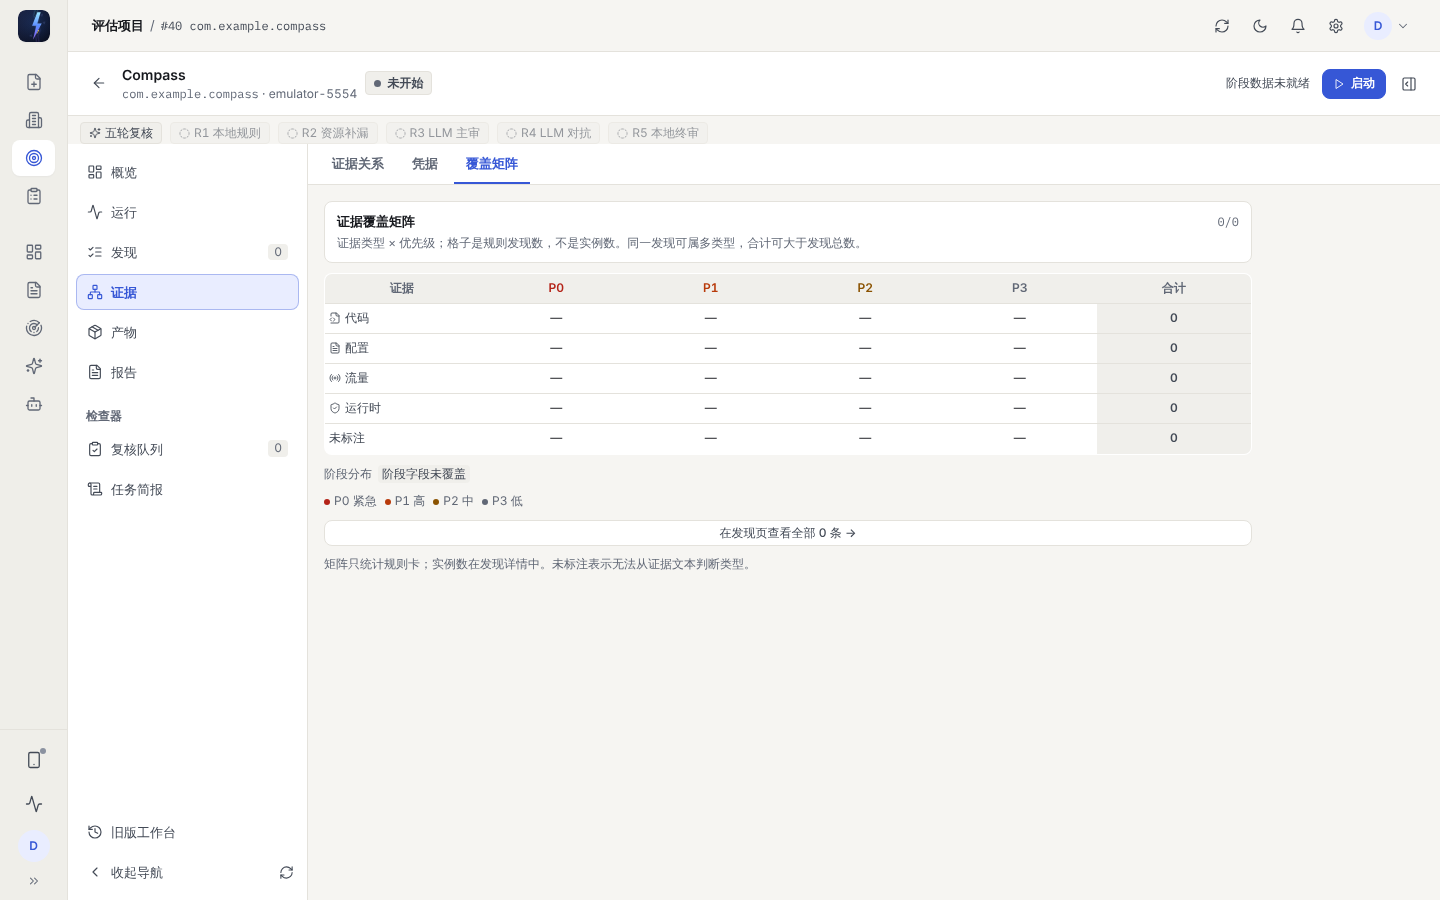 评估项目 / #40 com.example.compass
D
Compass
com.example.compass · emulator-5554
未开始
阶段数据未就绪
启动
五轮复核
R1 本地规则
R2 资源补漏
R3 LLM 主审
R4 LLM 对抗
R5 本地终审
概览
运行
发现 0
证据
产物
报告
检查器
复核队列 0
任务简报
旧版工作台
收起导航
D
证据关系 凭据 覆盖矩阵
证据覆盖矩阵 0/0
证据类型 × 优先级；格子是规则发现数，不是实例数。同一发现可属多类型，合计可大于发现总数。
证据 P0 P1 P2 P3 合计
代码 — — — — 0
配置 — — — — 0
流量 — — — — 0
运行时 — — — — 0
未标注 — — — — 0
阶段分布 阶段字段未覆盖
P0 紧急 P1 高 P2 中 P3 低
在发现页查看全部 0 条 →
矩阵只统计规则卡；实例数在发现详情中。未标注表示无法从证据文本判断类型。